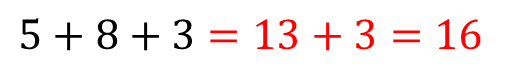 5 + 8 + 3 = 13 + 3 = 16